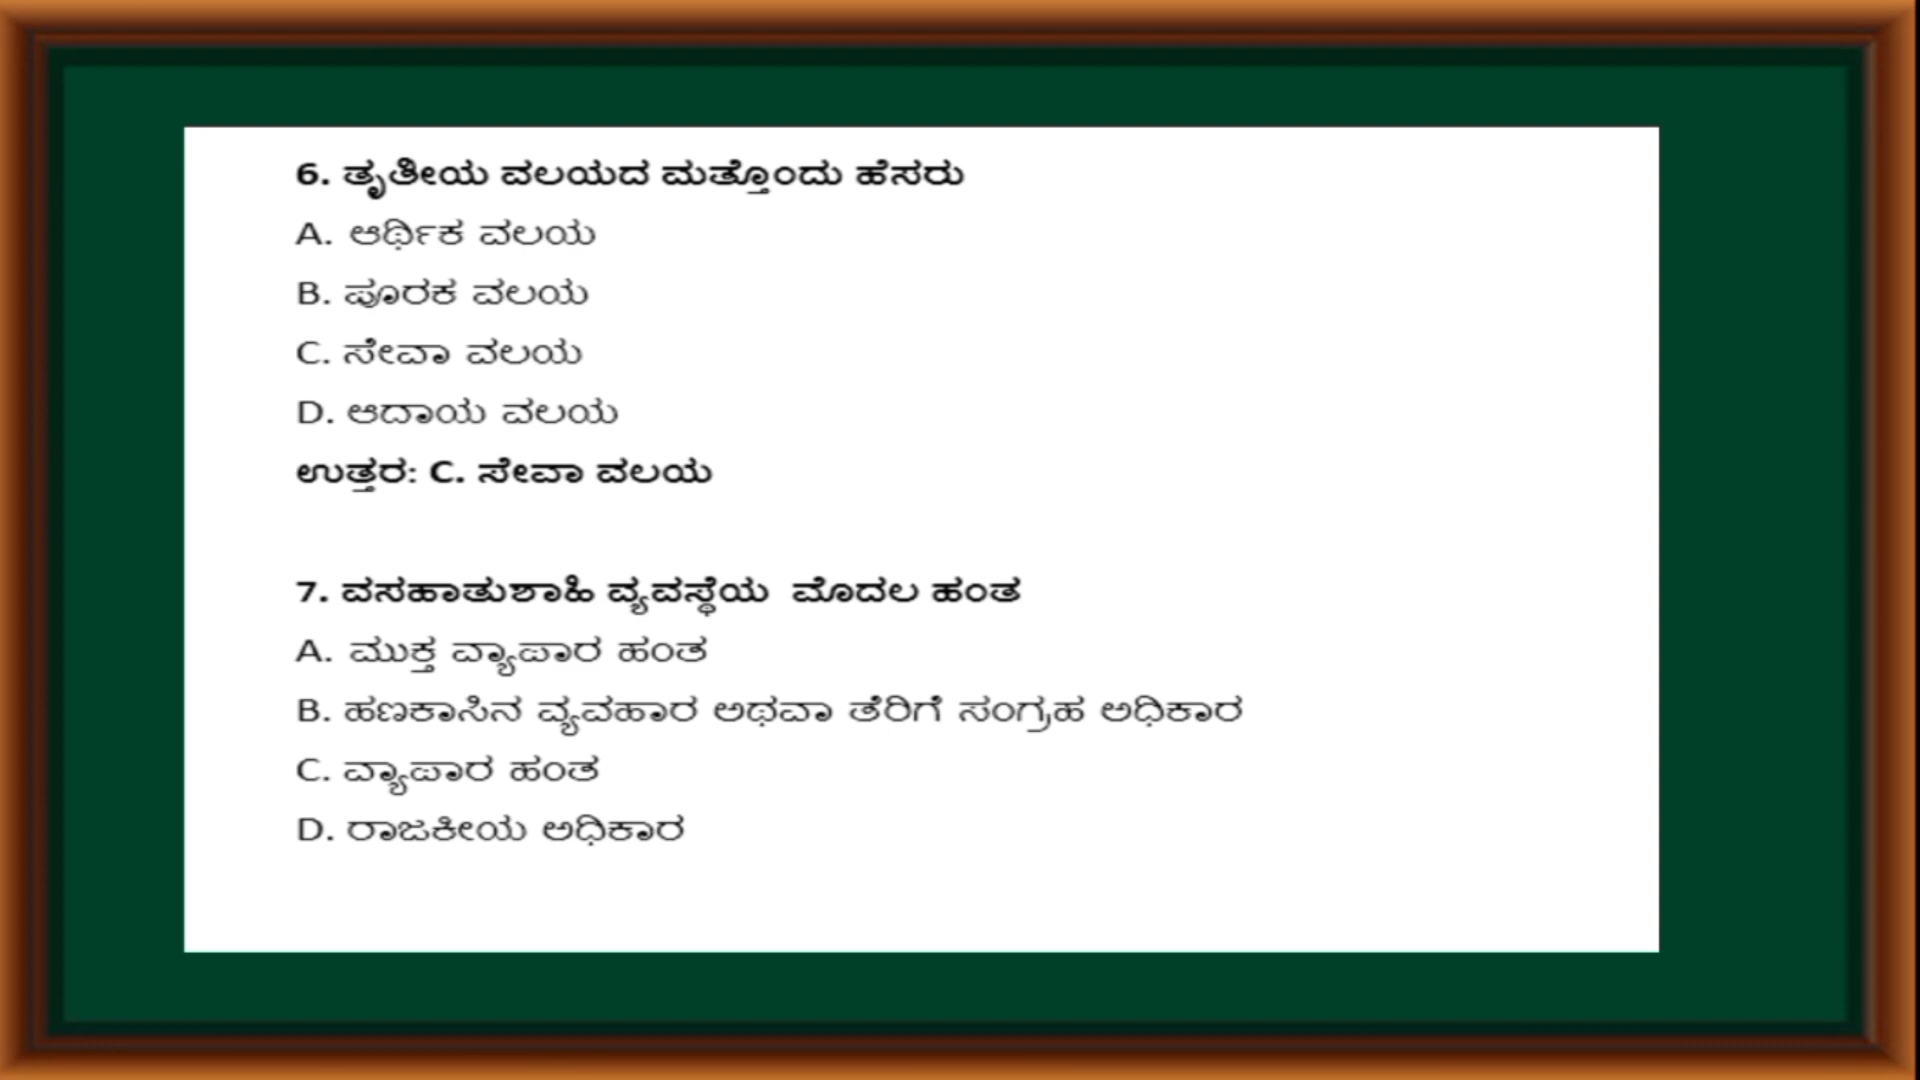 6. ತೃತೀಯ ವಲಯದ ಮತ್ತೊಂದು ಹೆಸರು
A. ಆರ್ಥಿಕ ವಲಯ
B. ಪೂರಕ ವಲಯ
C. ಸೇವಾ ವಲಯ
D. ಆದಾಯ ವಲಯ
ಉತ್ತರ: C. ಸೇವಾ ವಲಯ
7. ವಸಹಾತುಶಾಹಿ ವ್ಯವಸ್ಥೆಯ ಮೊದಲ ಹಂತ
A. ಮುಕ್ತ ವ್ಯಾಪಾರ ಹಂತ
B. ಹಣಕಾಸಿನ ವ್ಯವಹಾರ ಅಥವಾ ತೆರಿಗೆ ಸಂಗ್ರಹ ಅಧಿಕಾರ
C. ವ್ಯಾಪಾರ ಹಂತ
D. ರಾಜಕೀಯ ಅಧಿಕಾರ